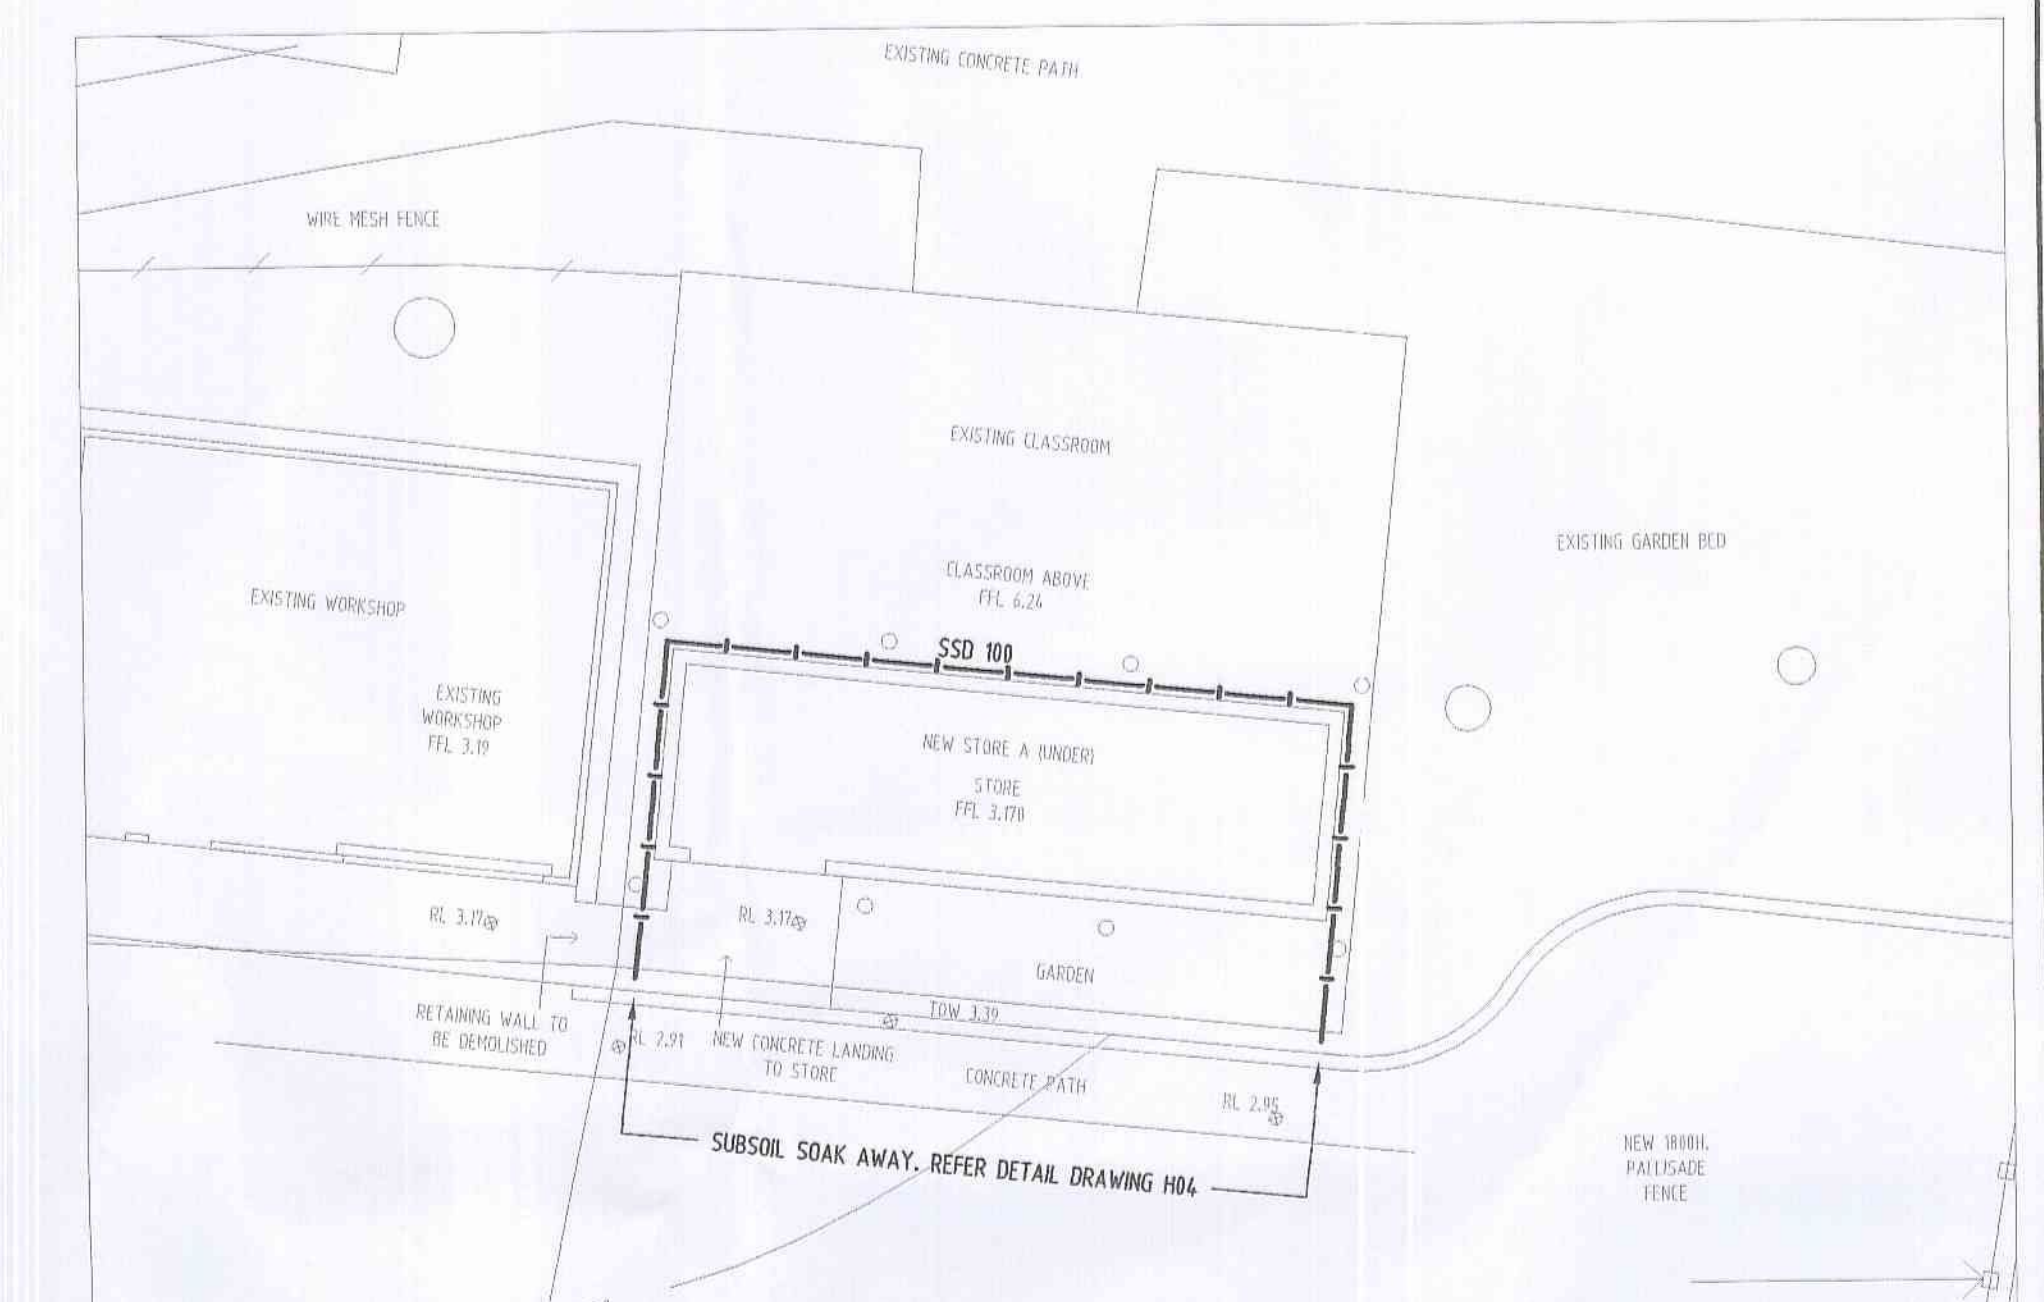 EXISTING CONCRETE PATH
WIRE MESH FENCE
EXISTING CLASSROOM
EXISTING GARDEN BED
CLASSROOM ABOVE
FFL 6.24
EXISTING WORKSHOP
SSD 100
EXISTING
WORKSHOP
FFL 3.19
NEW STORE A (UNDER)
STORE
FFL 3.170
RL 3.17
RL 3.17
GARDEN
TOW 3.39
RETAINING WALL TO
BE DEMOLISHED
RL 2.91
NEW CONCRETE LANDING
TO STORE
CONCRETE PATH
RL 2.95
SUBSOIL SOAK AWAY. REFER DETAIL DRAWING H04
NEW 1800H.
PALLISADE
FENCE